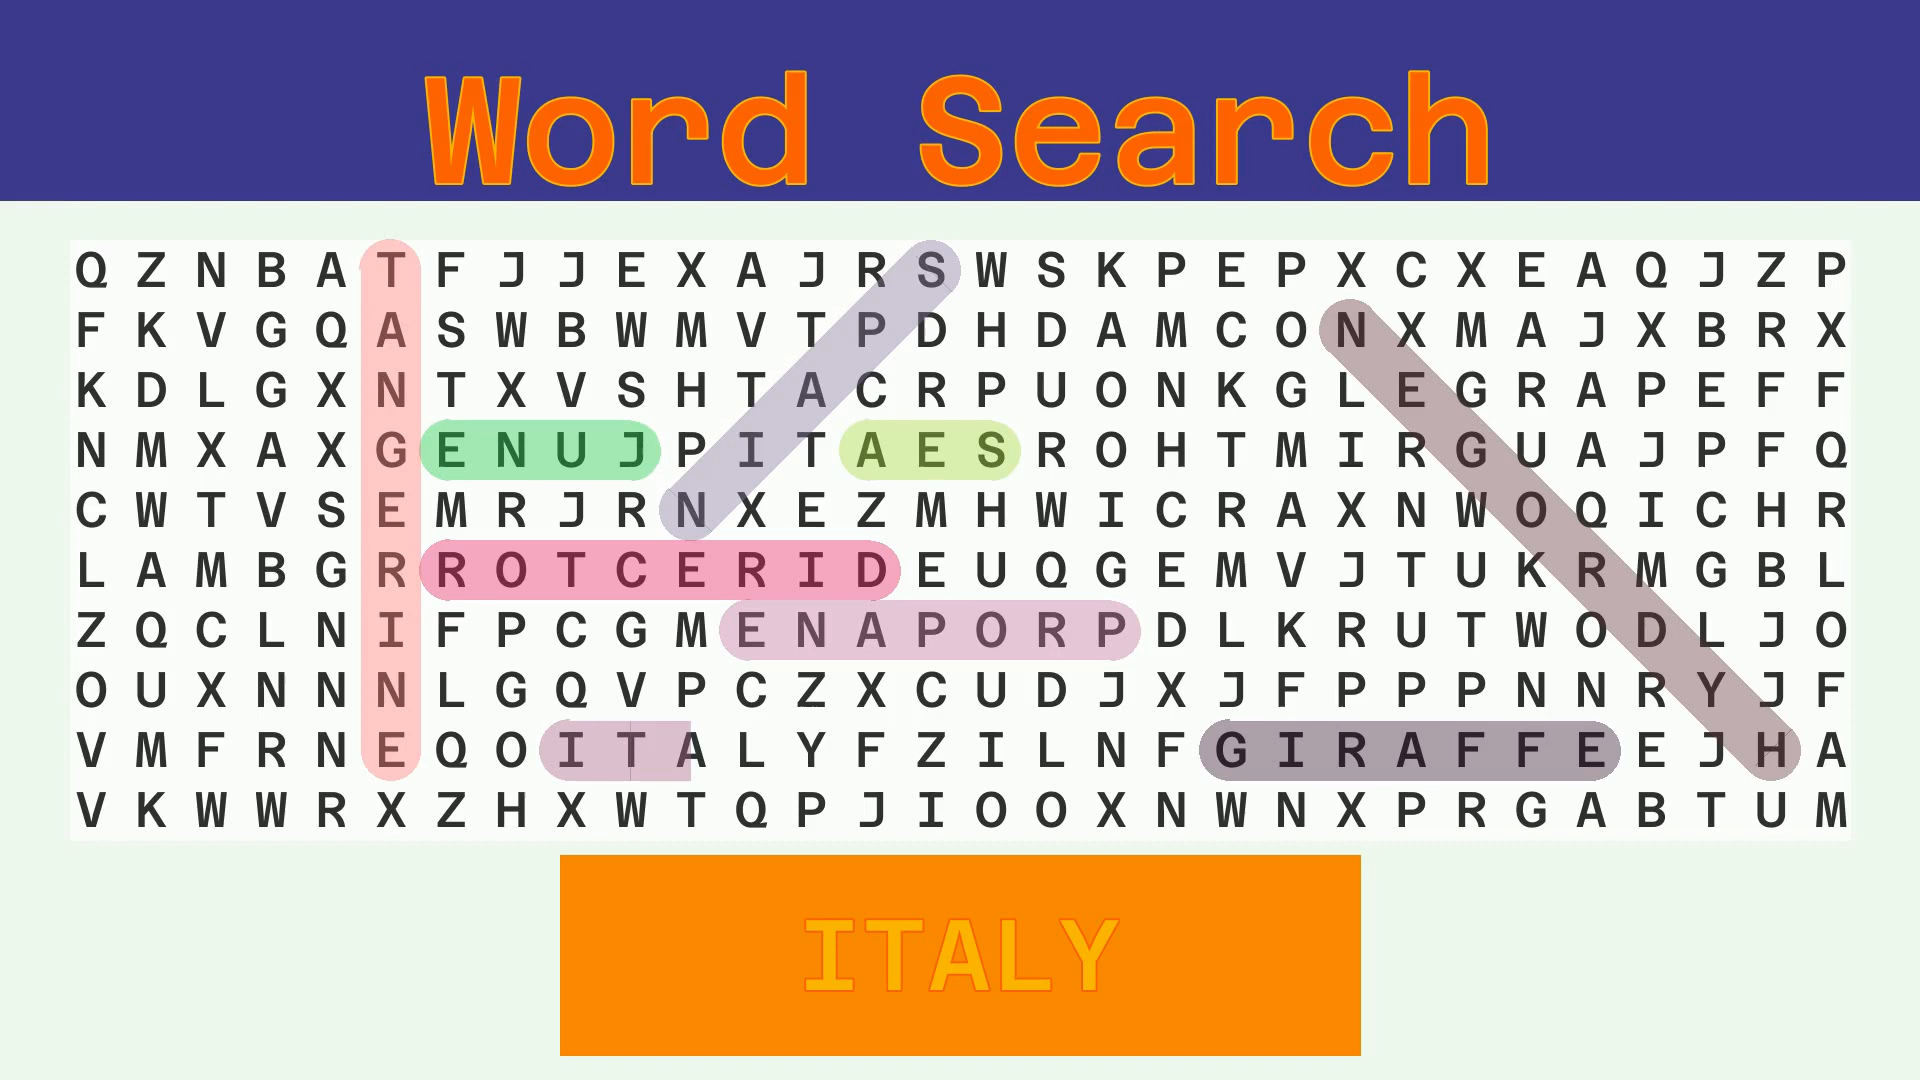 Word Search
Q Z N B A T F J J E X A J R S W S K P E P X C X E A Q J Z P
F K V G Q A S W B W M V T P D H D A M C O N X M A J X B R X
K D L G X N T X V S H T A C R P U O N K G L E G R A P E F F
N M X A X G E N U J P I T A E S R O H T M I R G U A J P F Q
C W T V S E M R J R N X E Z M H W I C R A X N W O Q I C H R
L A M B G R R O T C E R I D E U Q G E M V J T U K R M G B L
Z Q C L N I F P C G M E N A P O R P D L K R U T W O D L J O
O U X N N N L G Q V P C Z X C U D J X J F P P P N N R Y J F
V M F R N E Q O I T A L Y F Z I L N F G I R A F F E E J H A
V K W W R X Z H X W T Q P J I O O X N W N X P R G A B T U M
ITALY